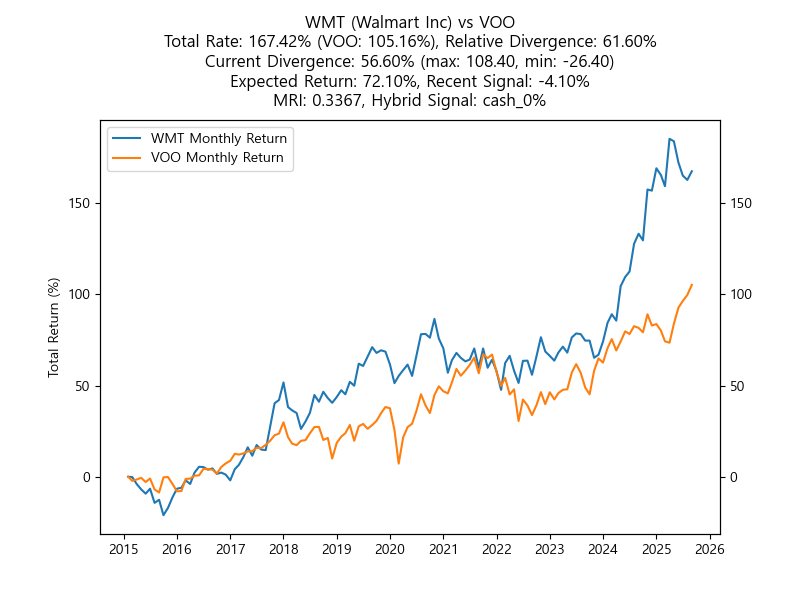 WMT (Walmart Inc) vs VOO
Total Rate: 167.42% (VOO: 105.16%), Relative Divergence: 61.60%
Current Divergence: 56.60% (max: 108.40, min: -26.40)
Expected Return: 72.10%, Recent Signal: -4.10%
MRI: 0.3367, Hybrid Signal: cash_0%
WMT Monthly Return
VOO Monthly Return
Total Return (%)
150
100
50
0
150
100
50
0
2015 2016 2017 2018 2019 2020 2021 2022 2023 2024 2025 2026